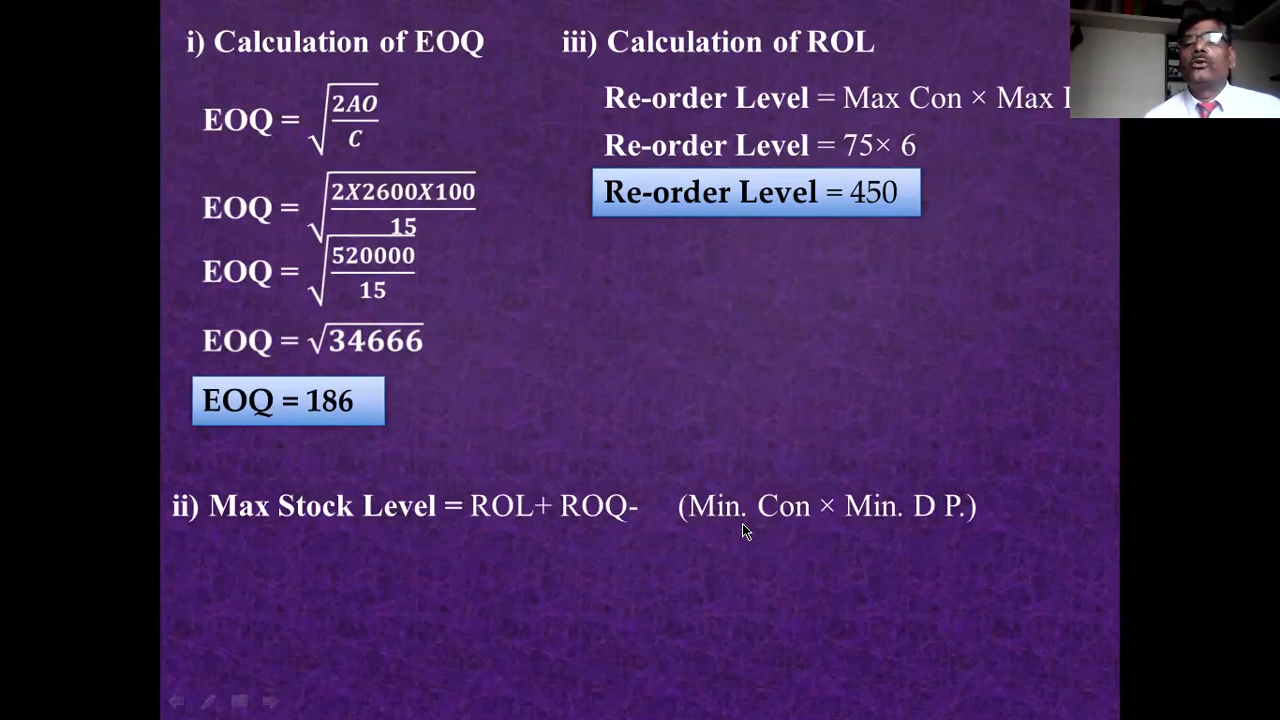 i) Calculation of EOQ
EOQ = √(2AO/C)
EOQ = √(2X2600X100/15)
EOQ = √(520000/15)
EOQ = √34666
EOQ = 186
iii) Calculation of ROL
Re-order Level = Max Con × Max
Re-order Level = 75× 6
Re-order Level = 450
ii) Max Stock Level = ROL+ ROQ- (Min. Con × Min. D P.)